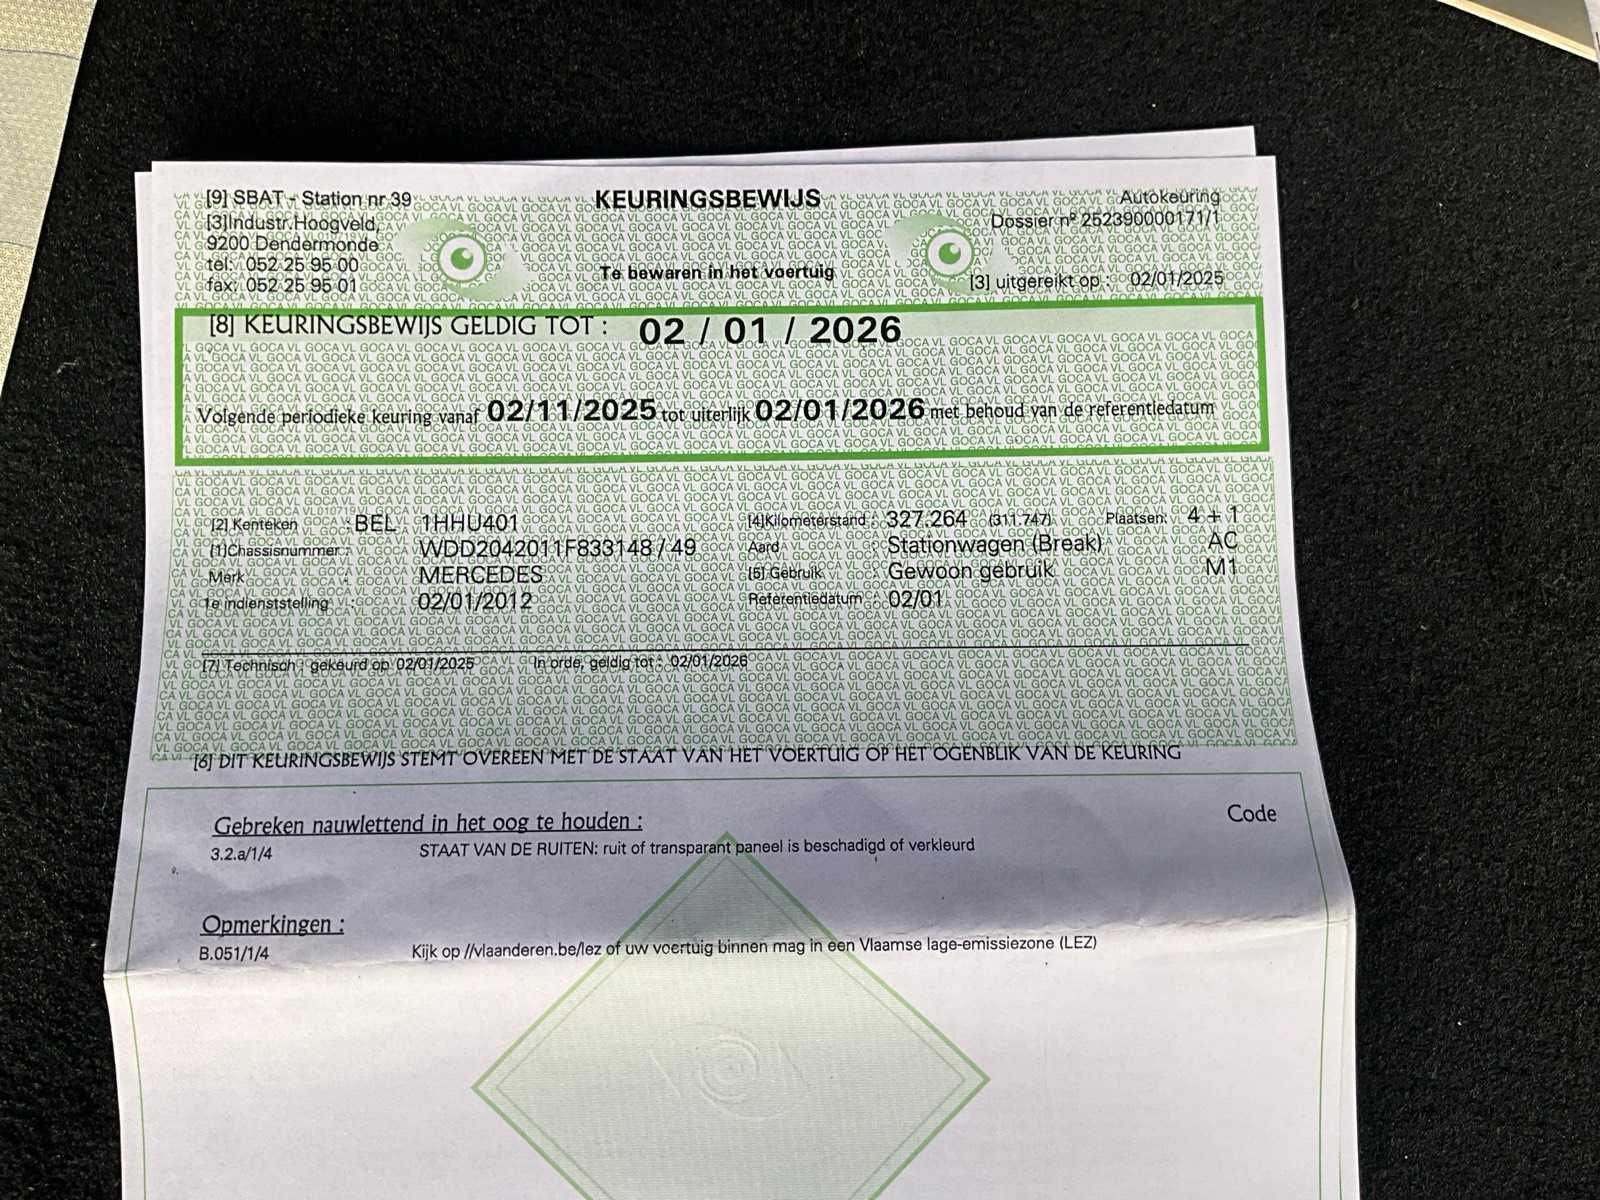 [9] SBAT - Station nr 39
KEURINGSBEWIJS
Autokeuring
[3]Industr.Hoogveld,
Dossier nº 252390000171/1
9200 Dendermonde
tel: 052 25 95 00
Te bewaren in het voertuig
fax: 052 25 95 01
[3] uitgereikt op : 02/01/2025
[8] KEURINGSBEWIJS GELDIG TOT : 02 / 01 / 2026
Volgende periodieke keuring vanaf 02/11/2025 tot uiterlijk 02/01/2026 met behoud van de referentiedatum
[2] Kenteken : BEL 1HHU401
[4]Kilometerstand : 327.264 (311.747) Plaatsen: 4 + 1
[1]Chassisnummer : WDD2042011F833148 / 49
Aard : Stationwagen (Break) AC
Merk : MERCEDES
[5] Gebruik : Gewoon gebruik M1
1e indienststelling : 02/01/2012
Referentiedatum : 02/01
[7] Technisch : gekeurd op 02/01/2025 In orde, geldig tot : 02/01/2026
[6] DIT KEURINGSBEWIJS STEMT OVEREEN MET DE STAAT VAN HET VOERTUIG OP HET OGENBLIK VAN DE KEURING
Gebreken nauwlettend in het oog te houden :
Code
3.2.a/1/4 STAAT VAN DE RUITEN: ruit of transparant paneel is beschadigd of verkleurd
Opmerkingen :
B.051/1/4 Kijk op //vlaanderen.be/lez of uw voertuig binnen mag in een Vlaamse lage-emissiezone (LEZ)